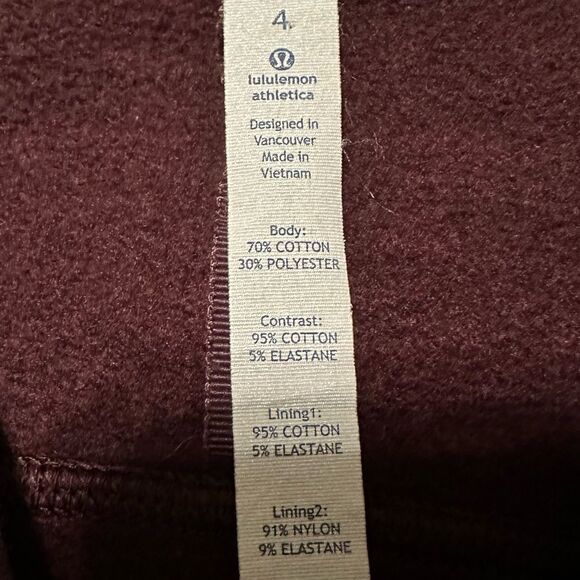 4.
lululemon
athletica
Designed in
Vancouver
Made in
Vietnam
Body:
70% COTTON
30% POLYESTER
Contrast:
95% COTTON
5% ELASTANE
Lining1:
95% COTTON
5% ELASTANE
Lining2:
91% NYLON
9% ELASTANE